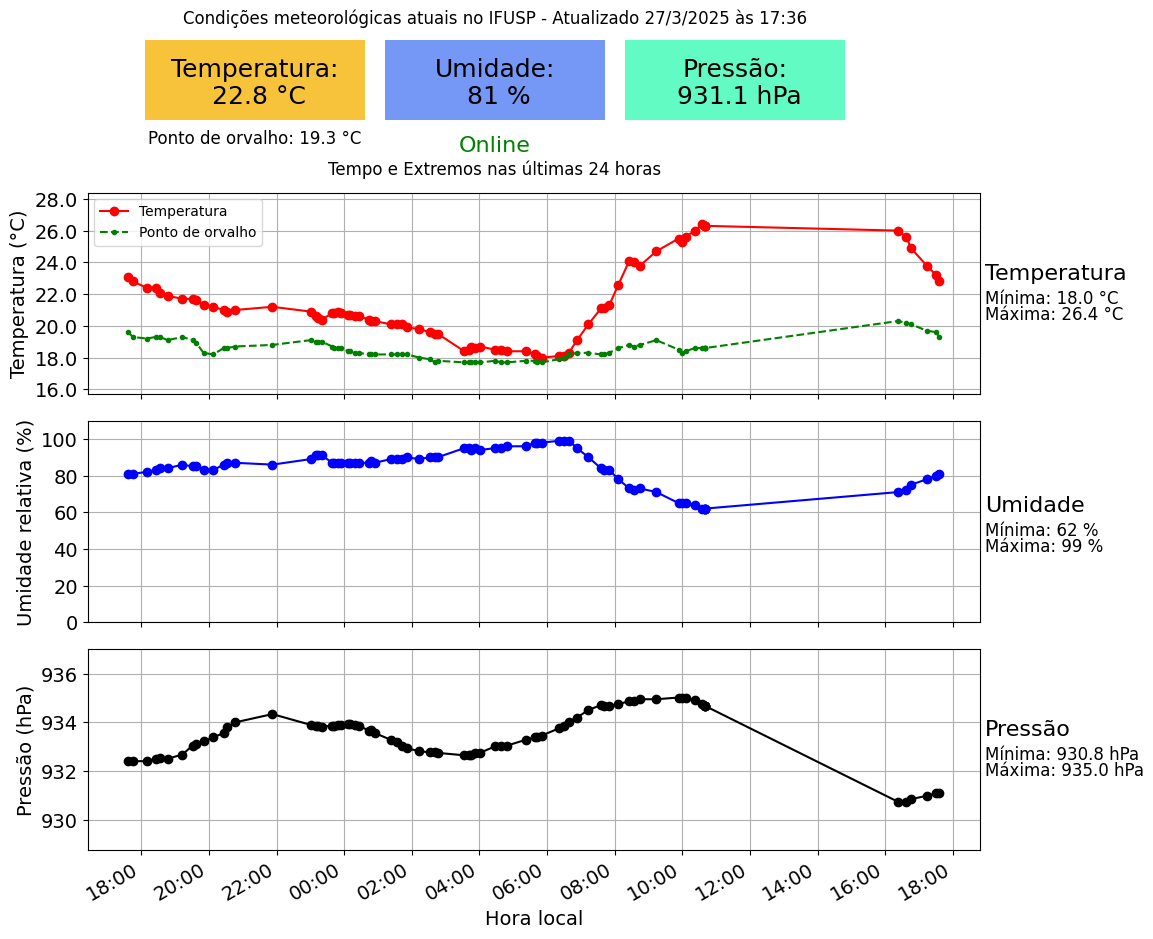 Condições meteorológicas atuais no IFUSP - Atualizado 27/3/2025 às 17:36
Temperatura:
22.8 °C
Umidade:
81 %
Pressão:
931.1 hPa
Ponto de orvalho: 19.3 °C
Online
Tempo e Extremos nas últimas 24 horas
Temperatura (°C)
28.0
26.0
24.0
22.0
20.0
18.0
16.0
Temperatura
Ponto de orvalho
Temperatura
Mínima: 18.0 °C
Máxima: 26.4 °C
Umidade relativa (%)
100
80
60
40
20
0
Umidade
Mínima: 62 %
Máxima: 99 %
Pressão (hPa)
936
934
932
930
Pressão
Mínima: 930.8 hPa
Máxima: 935.0 hPa
18:00 20:00 22:00 00:00 02:00 04:00 06:00 08:00 10:00 12:00 14:00 16:00 18:00
Hora local